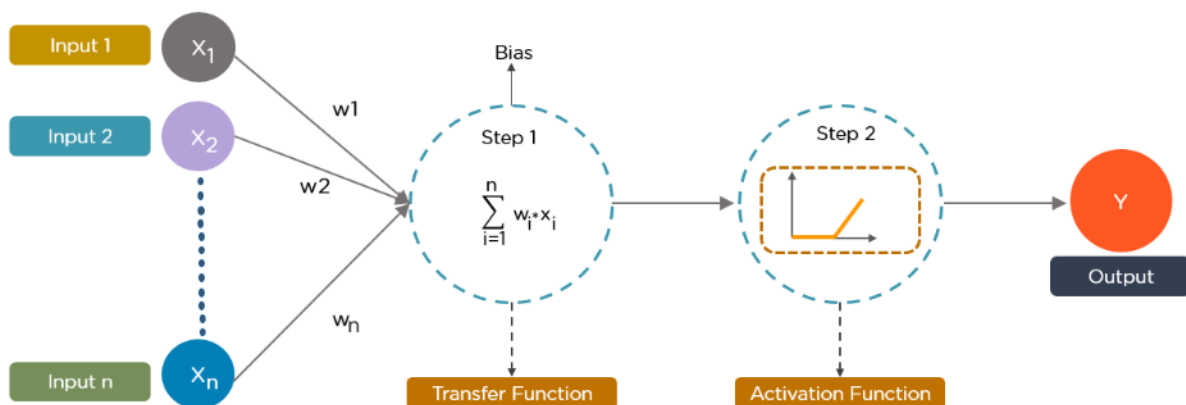 Input 1
X1
Bias
w1
Input 2
X2
w2
Step 1
n
∑ wi*xi
i=1
Step 2
Y
Output
wn
Input n
Xn
Transfer Function
Activation Function